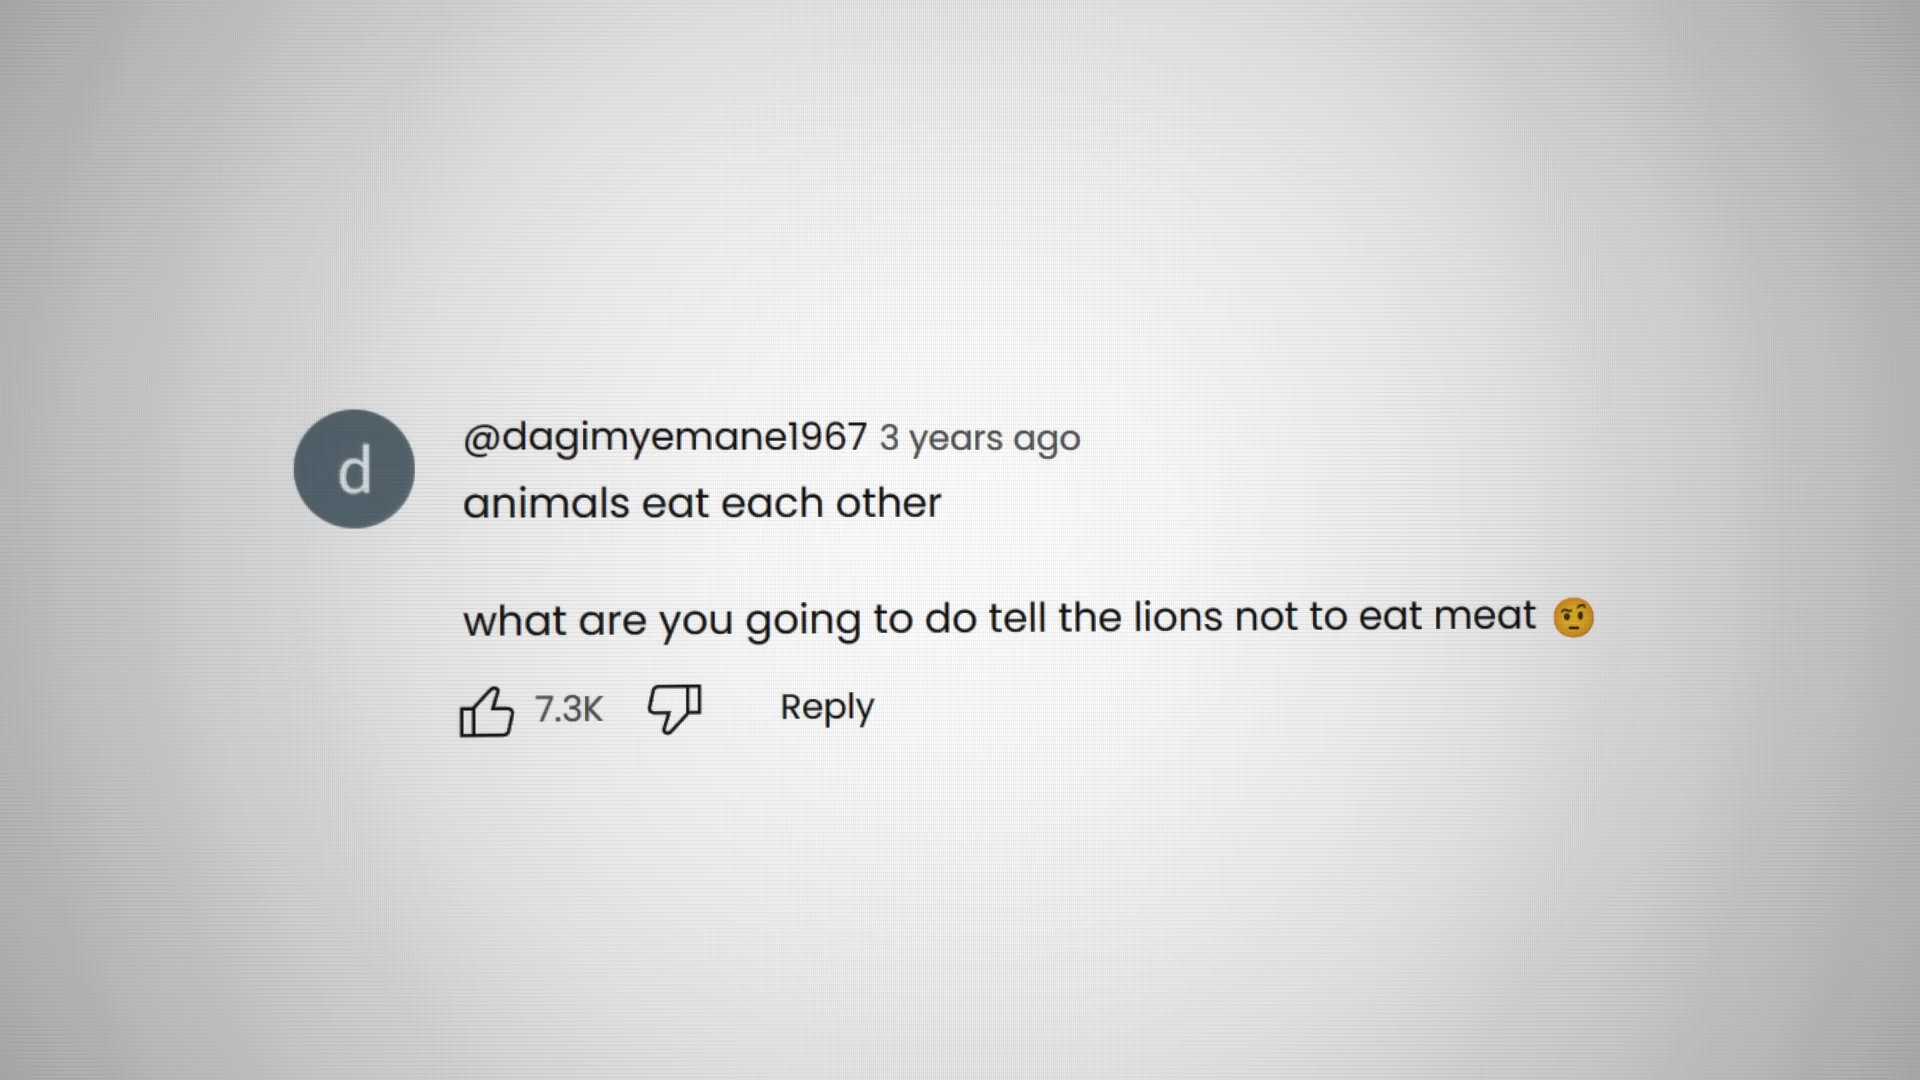 d
@dagimyemane1967 3 years ago
animals eat each other
what are you going to do tell the lions not to eat meat 🤨
7.3K Reply